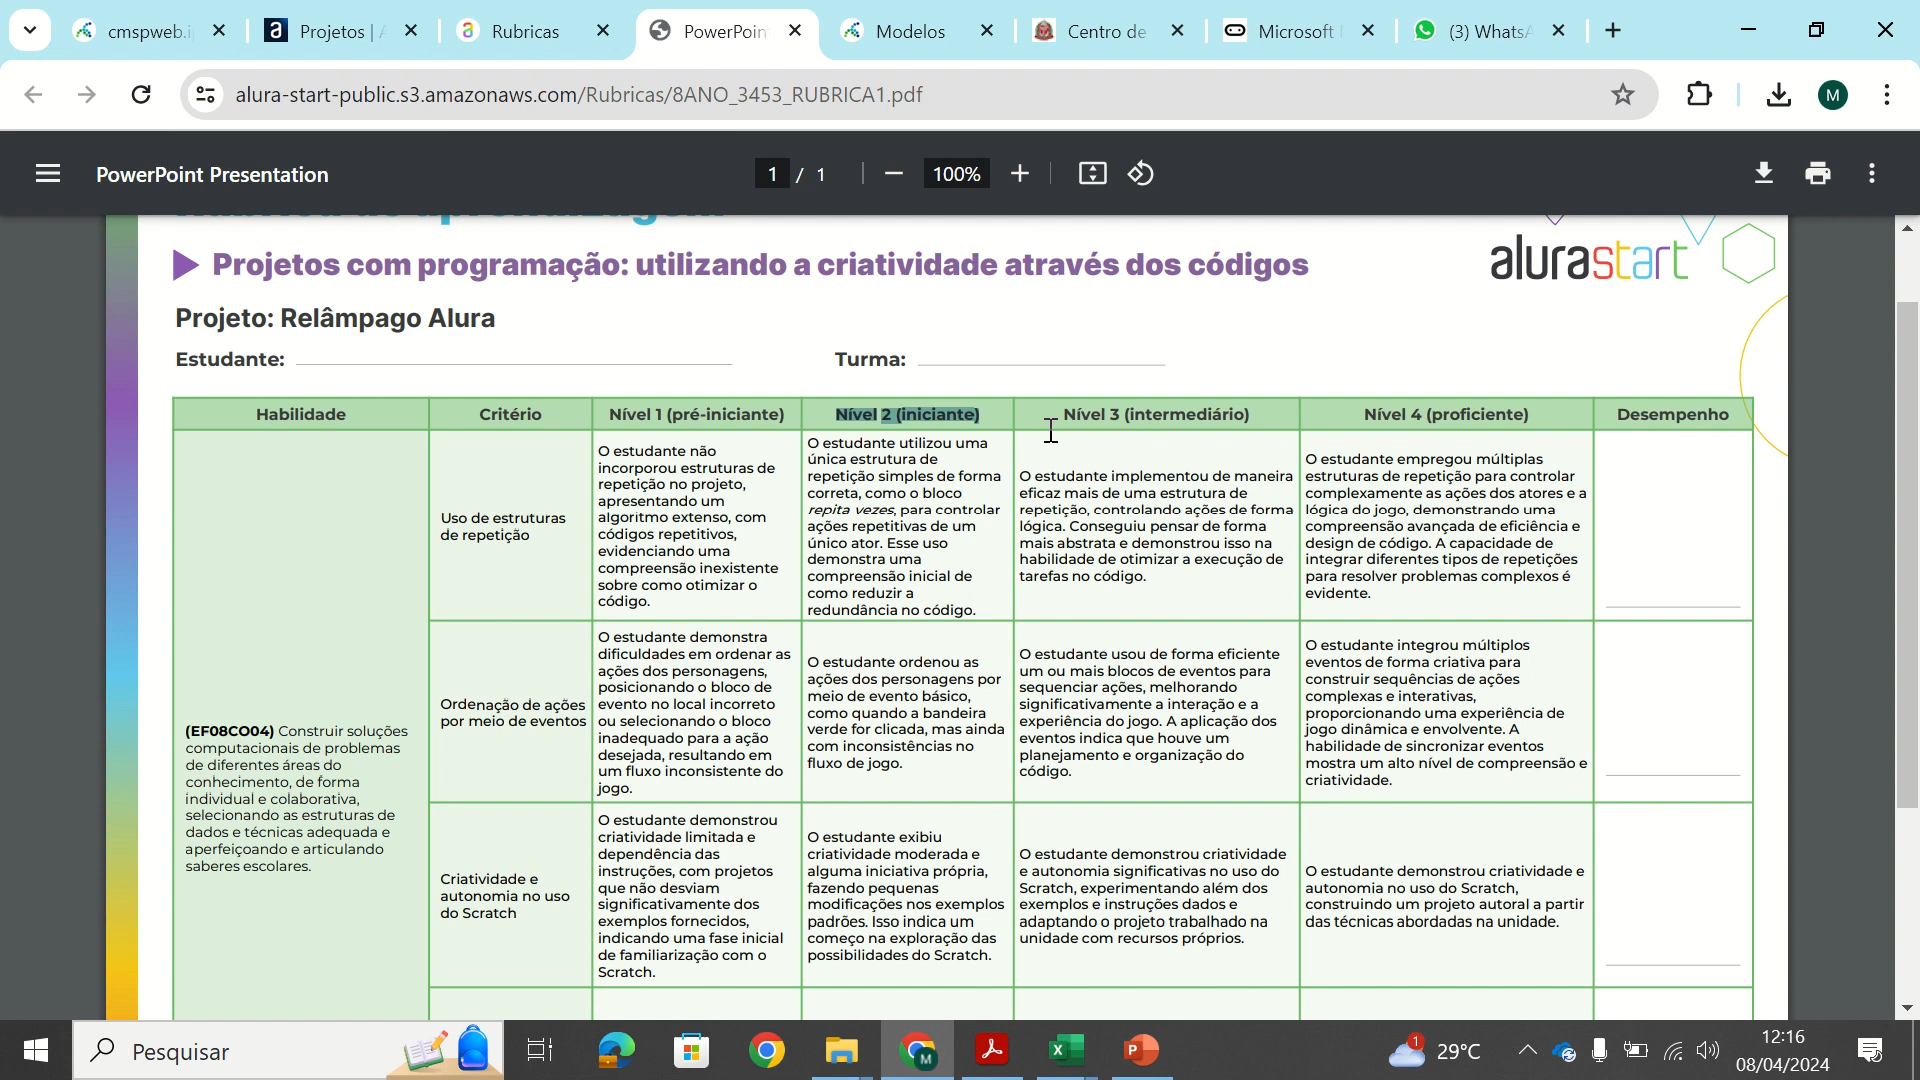 cmspweb.i
Projetos | A
Rubricas
PowerPoin
Modelos
Centro de
Microsoft
(3) WhatsA
alura-start-public.s3.amazonaws.com/Rubricas/8ANO_3453_RUBRICA1.pdf
M
PowerPoint Presentation
1 / 1
100%
Projetos com programação: utilizando a criatividade através dos códigos
alurastart
Projeto: Relâmpago Alura
Estudante:
Turma:
Habilidade
Critério
Nível 1 (pré-iniciante)
Nível 2 (iniciante)
Nível 3 (intermediário)
Nível 4 (proficiente)
Desempenho
(EF08CO04) Construir soluções
computacionais de problemas
de diferentes áreas do
conhecimento, de forma
individual e colaborativa,
selecionando as estruturas de
dados e técnicas adequada e
aperfeiçoando e articulando
saberes escolares.
Uso de estruturas
de repetição
O estudante não
incorporou estruturas de
repetição no projeto,
apresentando um
algoritmo extenso, com
códigos repetitivos,
evidenciando uma
compreensão inexistente
sobre como otimizar o
código.
O estudante utilizou uma
única estrutura de
repetição simples de forma
correta, como o bloco
repita vezes, para controlar
ações repetitivas de um
único ator. Esse uso
demonstra uma
compreensão inicial de
como reduzir a
redundância no código.
O estudante implementou de maneira
eficaz mais de uma estrutura de
repetição, controlando ações de forma
lógica. Conseguiu pensar de forma
mais abstrata e demonstrou isso na
habilidade de otimizar a execução de
tarefas no código.
O estudante empregou múltiplas
estruturas de repetição para controlar
complexamente as ações dos atores e a
lógica do jogo, demonstrando uma
compreensão avançada de eficiência e
design de código. A capacidade de
integrar diferentes tipos de repetições
para resolver problemas complexos é
evidente.
Ordenação de ações
por meio de eventos
O estudante demonstra
dificuldades em ordenar as
ações dos personagens,
posicionando o bloco de
evento no local incorreto
ou selecionando o bloco
inadequado para a ação
desejada, resultando em
um fluxo inconsistente do
jogo.
O estudante ordenou as
ações dos personagens por
meio de evento básico,
como quando a bandeira
verde for clicada, mas ainda
com inconsistências no
fluxo de jogo.
O estudante usou de forma eficiente
um ou mais blocos de eventos para
sequenciar ações, melhorando
significativamente a interação e a
experiência do jogo. A aplicação dos
eventos indica que houve um
planejamento e organização do
código.
O estudante integrou múltiplos
eventos de forma criativa para
construir sequências de ações
complexas e interativas,
proporcionando uma experiência de
jogo dinâmica e envolvente. A
habilidade de sincronizar eventos
mostra um alto nível de compreensão e
criatividade.
Criatividade e
autonomia no uso
do Scratch
O estudante demonstrou
criatividade limitada e
dependência das
instruções, com projetos
que não desviam
significativamente dos
exemplos fornecidos,
indicando uma fase inicial
de familiarização com o
Scratch.
O estudante exibiu
criatividade moderada e
alguma iniciativa própria,
fazendo pequenas
modificações nos exemplos
padrões. Isso indica um
começo na exploração das
possibilidades do Scratch.
O estudante demonstrou criatividade
e autonomia significativas no uso do
Scratch, experimentando além dos
exemplos e instruções dados e
adaptando o projeto trabalhado na
unidade com recursos próprios.
O estudante demonstrou criatividade e
autonomia no uso do Scratch,
construindo um projeto autoral a partir
das técnicas abordadas na unidade.
Pesquisar
1
29°C
12:16
08/04/2024